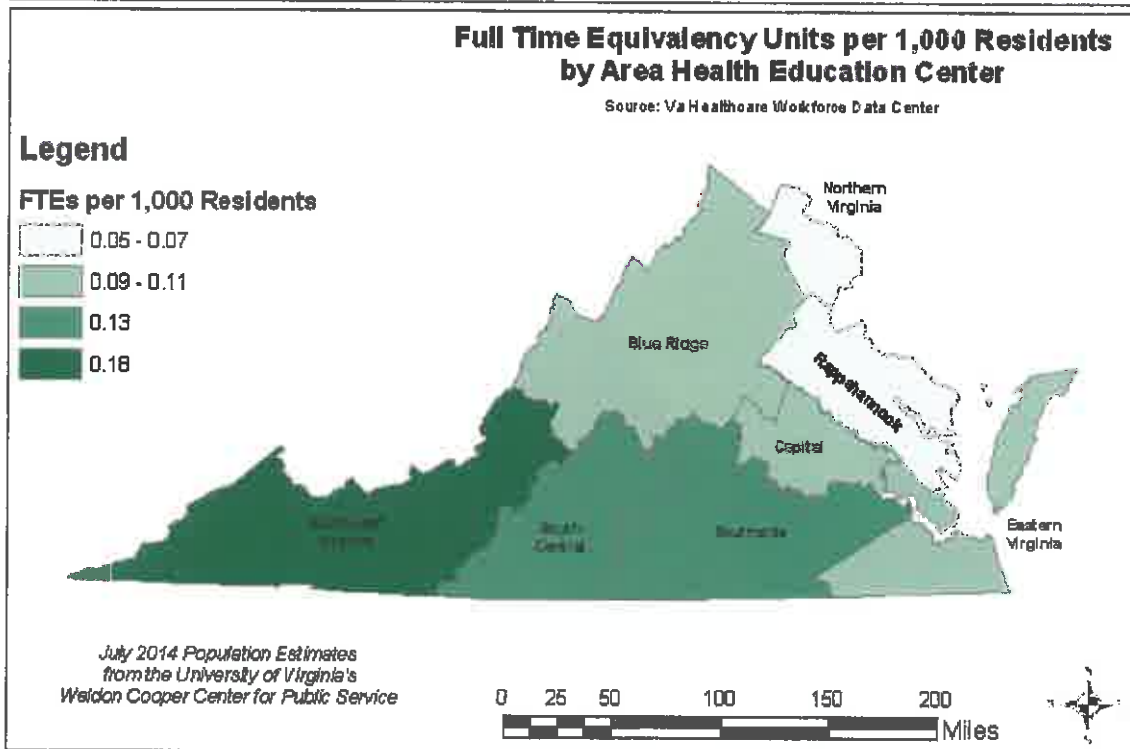 Full Time Equivalency Units per 1,000 Residents
by Area Health Education Center
Source: Va Healthcare Workforce Data Center
Legend
FTEs per 1,000 Residents
0.05 - 0.07
0.09 - 0.11
0.13
0.18
Northern
Virginia
Blue Ridge
Rappahannock
Capital
Eastern
Virginia
Southwest
Virginia
South
Central
Southside
July 2014 Population Estimates
from the University of Virginia's
Weldon Cooper Center for Public Service
0 25 50 100 150 200
Miles